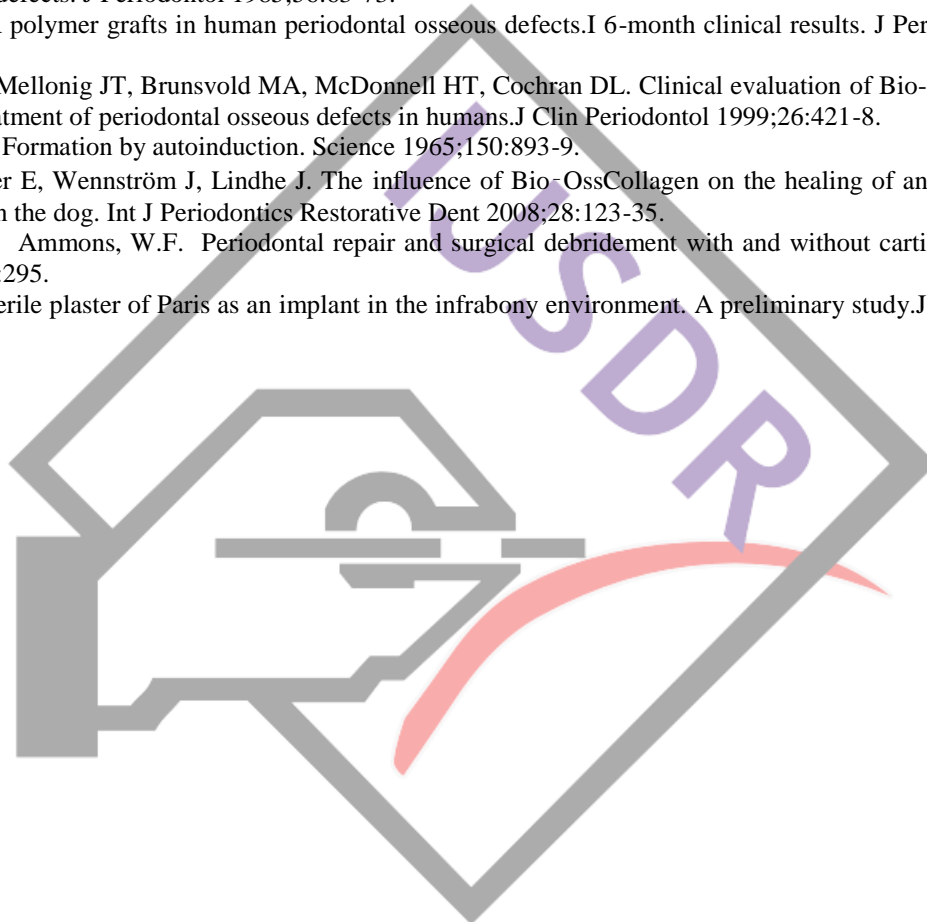 defects. J Periodontol 1985;56:63-73.
polymer grafts in human periodontal osseous defects.I 6-month clinical results. J Per
Mellonig JT, Brunsvold MA, McDonnell HT, Cochran DL. Clinical evaluation of Bio-
atment of periodontal osseous defects in humans.J Clin Periodontol 1999;26:421-8.
Formation by autoinduction. Science 1965;150:893-9.
er E, Wennström J, Lindhe J. The influence of Bio-OssCollagen on the healing of an
n the dog. Int J Periodontics Restorative Dent 2008;28:123-35.
Ammons, W.F. Periodontal repair and surgical debridement with and without carti
:295.
erile plaster of Paris as an implant in the infrabony environment. A preliminary study.J
IJSDR